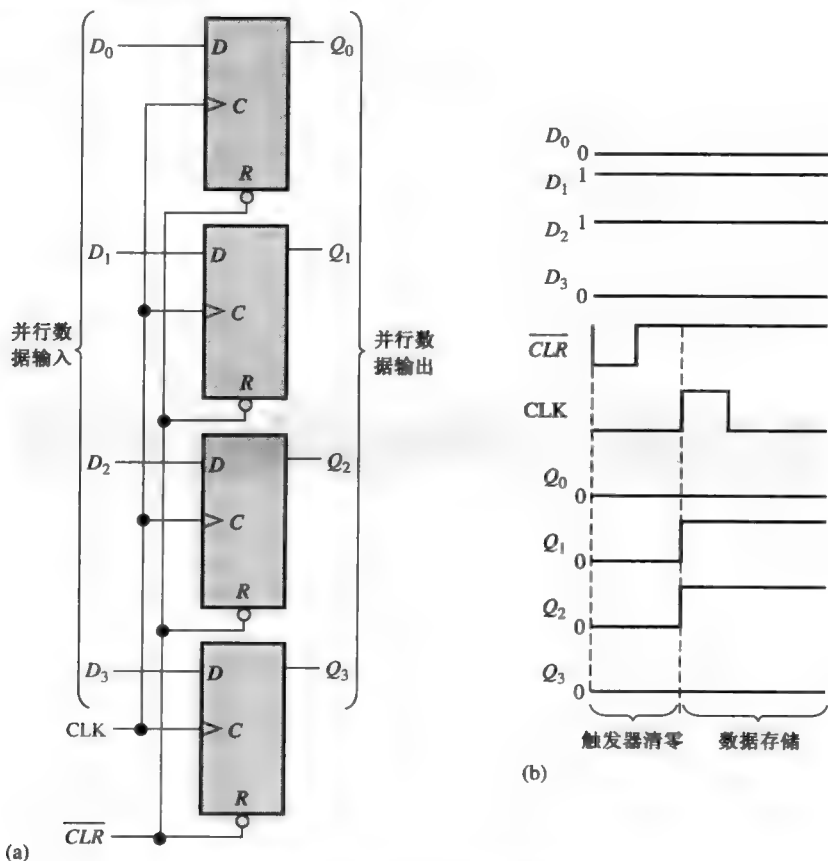 D₀ D Q₀
C
R
D₁ D Q₁
C
R
并行数
据输入
并行数
据输出
D₂ D Q₂
C
R
D₃ D Q₃
CLK C
R
CLR
(a)
D₀ 0
D₁ 1
D₂ 1
D₃ 0
CLR
CLK
Q₀ 0
Q₁ 0
Q₂ 0
Q₃ 0
触发器清零 数据存储
(b)